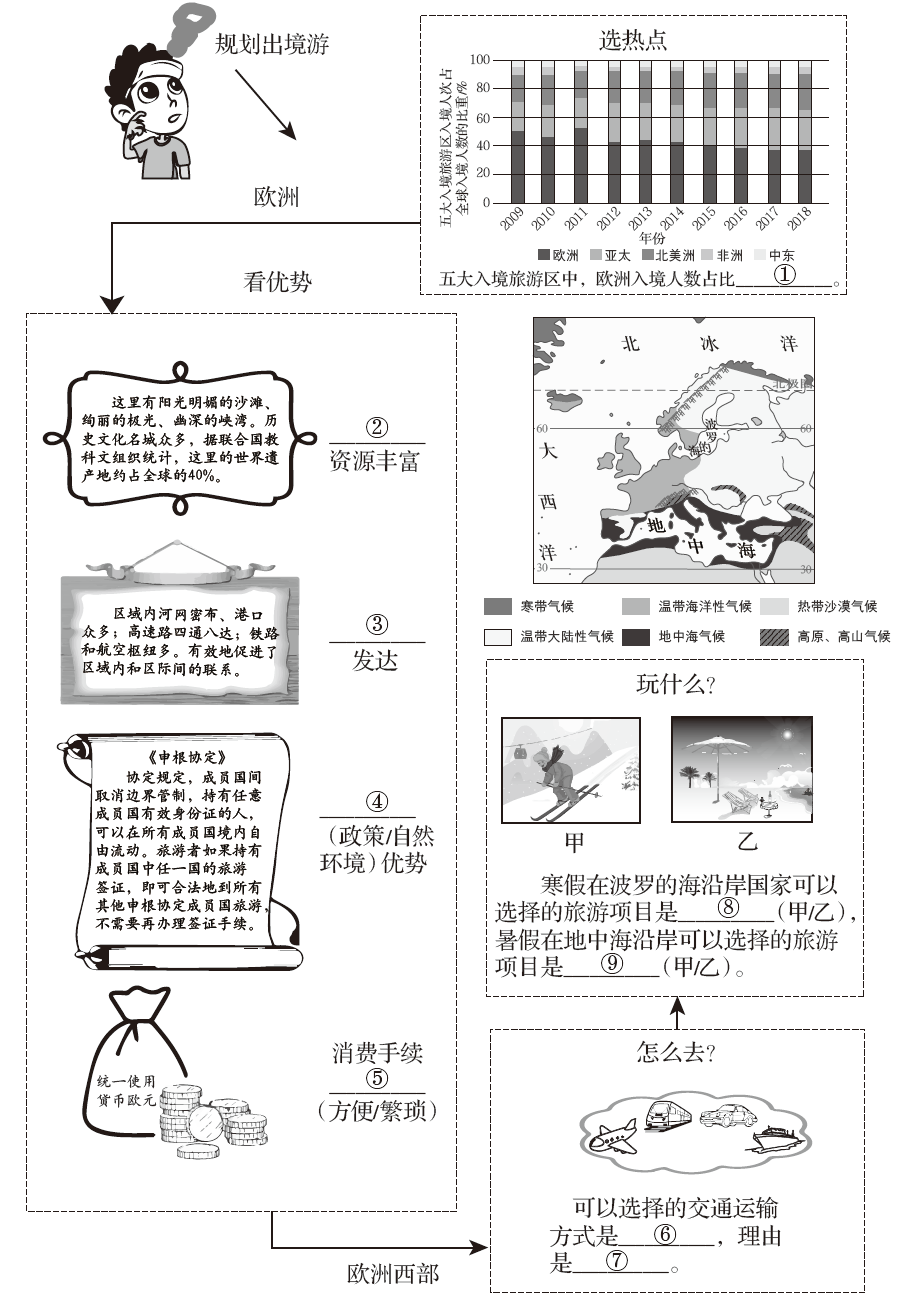 规划出境游
选热点
五大入境旅游区入境人次占
全球入境人数的比重/%
100
80
60
40
20
0
2009 2010 2011 2012 2013 2014 2015 2016 2017 2018
年份
欧洲 亚太 北美洲 非洲 中东
五大入境旅游区中，欧洲入境人数占比____①____。
欧洲
看优势
这里有阳光明媚的沙滩、
绚丽的极光、幽深的峡湾。历
史文化名城众多，据联合国教
科文组织统计，这里的世界遗
产地约占全球的40%。
②
资源丰富
区域内河网密布、港口
众多；高速路四通八达；铁路
和航空枢纽多。有效地促进了
区域内和区际间的联系。
③
发达
《申根协定》
协定规定，成员国间
取消边界管制，持有任意
成员国有效身份证的人，
可以在所有成员国境内自
由流动。旅游者如果持有
成员国中任一国的旅游
签证，即可合法地到所有
其他申根协定成员国旅游，
不需要再办理签证手续。
④
（政策/自然
环境）优势
统一使用
货币欧元
消费手续
⑤
（方便/繁琐）
欧洲西部
北冰洋
北极圈
60 60
大西洋
波罗的海
地中海
30 30
寒带气候 温带海洋性气候 热带沙漠气候
温带大陆性气候 地中海气候 高原、高山气候
怎么去？
可以选择的交通运输
方式是____⑥____，理由
是____⑦____。
玩什么？
甲 乙
寒假在波罗的海沿岸国家可以
选择的旅游项目是____⑧____（甲/乙），
暑假在地中海沿岸可以选择的旅游
项目是____⑨____（甲/乙）。